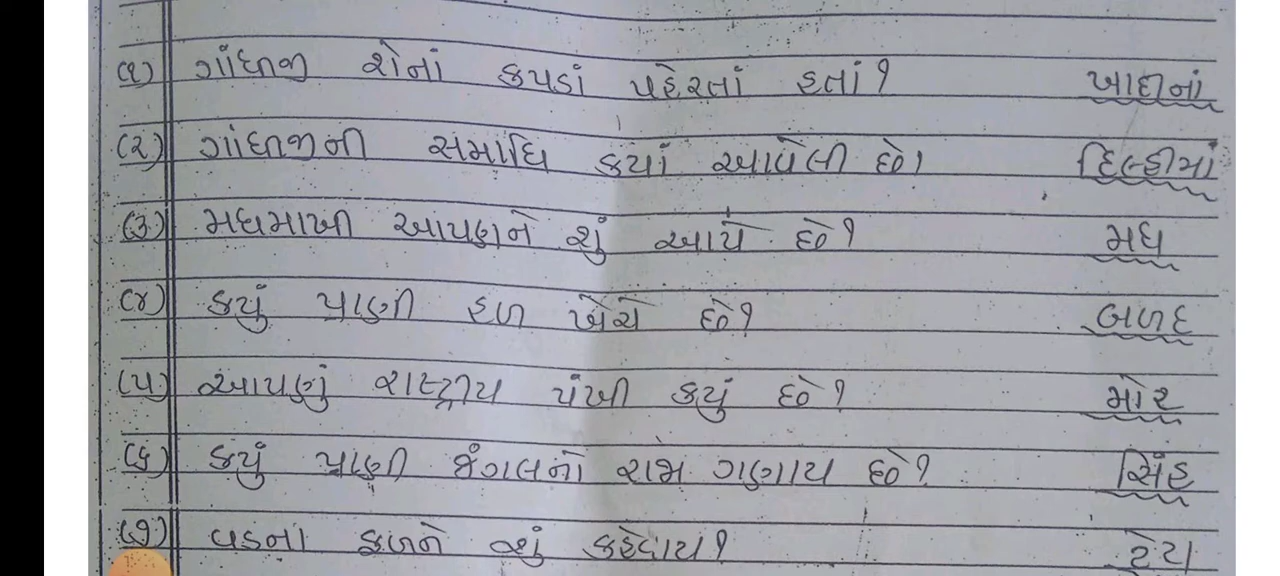 (૧) ગાંધીજી શેનાં કપડાં પહેરતાં હતાં? ખાદીનાં
(૨) ગાંધીજીની સમાધિ કયાં આવેલી છે। દિલ્હીમાં
(૩) મધમાખી આપણને શું આપે છે? મધ
(૪) કયું પ્રાણી હળ ખેંચે છે? બળદ
(૫) આપણું રાષ્ટ્રીય પંખી કયું છે? મોર
(૬) કયું પ્રાણી જંગલનો રાજા ગણાય છે? સિંહ
(૭) વડના ફળને શું કહેવાય? ટેટા